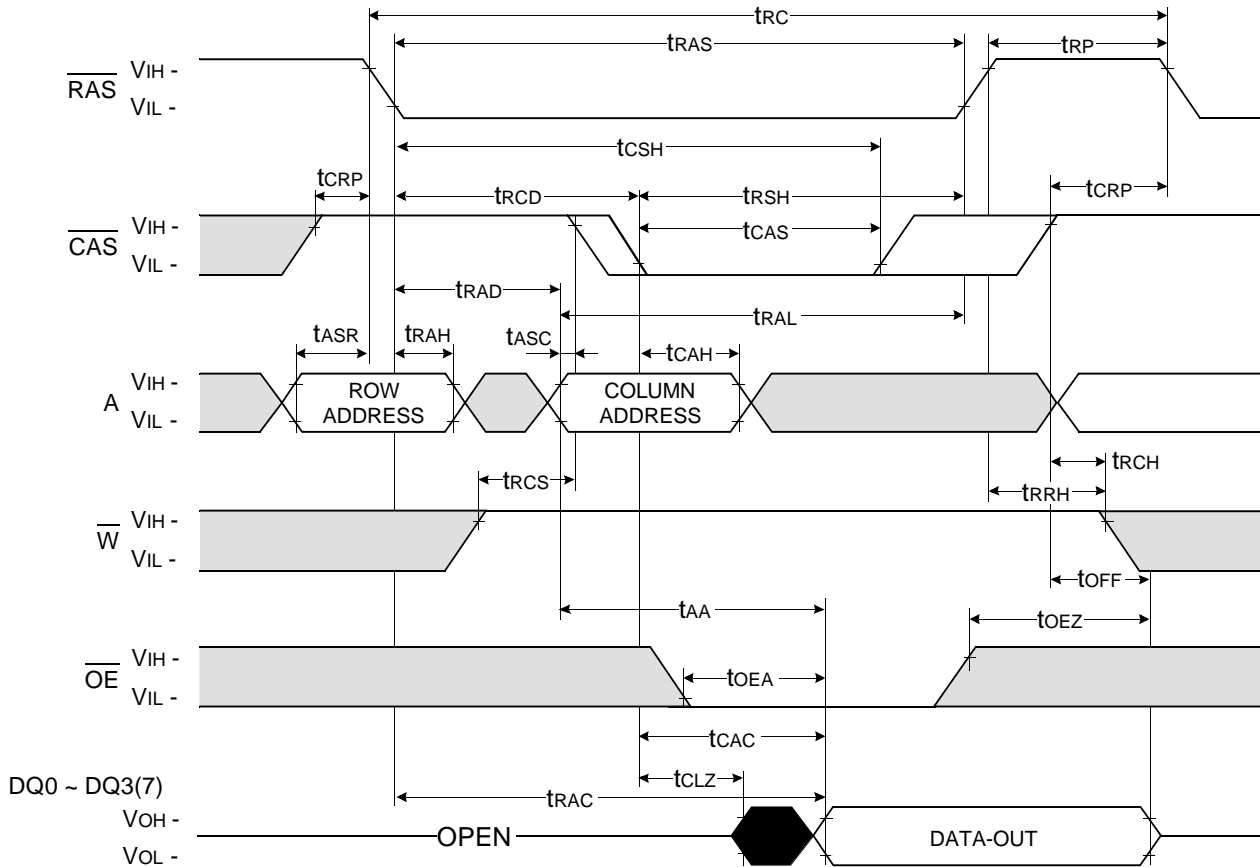 tRC
tRAS
tRP
RAS
VIH -
VIL -
tCSH
tCRP
tRCD
tRSH
tCRP
CAS
VIH -
VIL -
tCAS
tRAD
tRAL
tASR
tRAH
tASC
tCAH
A
VIH -
VIL -
ROW
ADDRESS
COLUMN
ADDRESS
tRCS
tRCH
tRRH
W
VIH -
VIL -
tOFF
tAA
tOEZ
OE
VIH -
VIL -
tOEA
tCAC
tCLZ
DQ0 ~ DQ3(7)
tRAC
VOH -
VOL -
OPEN
DATA-OUT